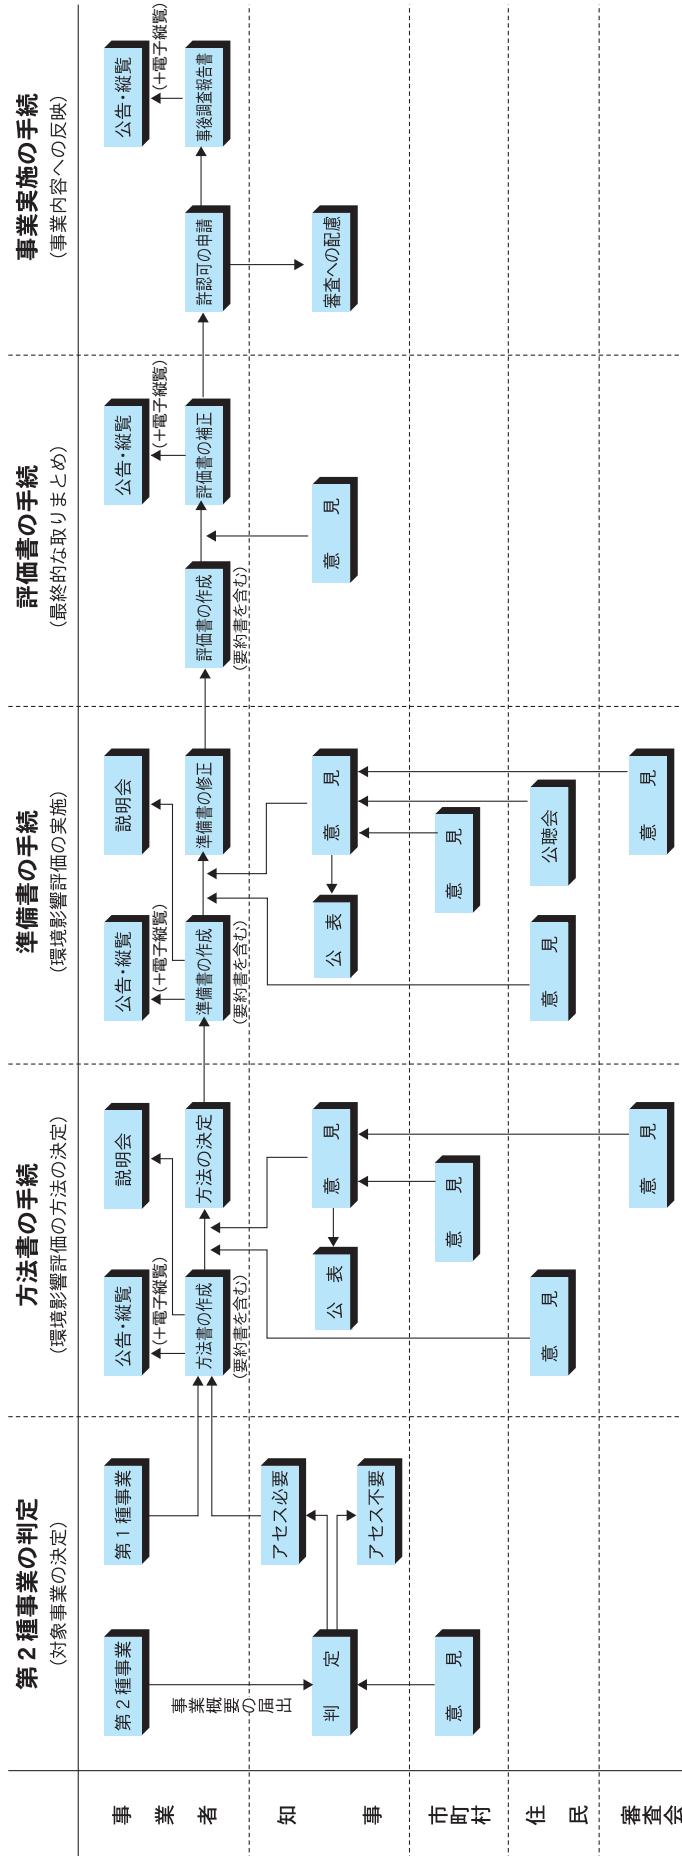 第2種事業の判定
(対象事業の決定)
方法書の手続
(環境影響評価の方法の決定)
準備書の手続
(環境影響評価の実施)
評価書の手続
(最終的な取りまとめ)
事業実施の手続
(事業内容への反映)
事業者
第2種事業
第1種事業
事業概要の届出
公告・縦覧
(+電子縦覧)
説明会
方法書の作成
(要約書を含む)
方法の決定
公告・縦覧
(+電子縦覧)
説明会
準備書の作成
(要約書を含む)
準備書の修正
評価書の作成
(要約書を含む)
公告・縦覧
(+電子縦覧)
評価書の補正
許認可の申請
公告・縦覧
(+電子縦覧)
事後調査報告書
知事
判定
アセス必要
アセス不要
公表
意見
公表
意見
意見
審査への配慮
市町村
意見
意見
意見
住民
意見
意見
公聴会
審査会
意見
意見